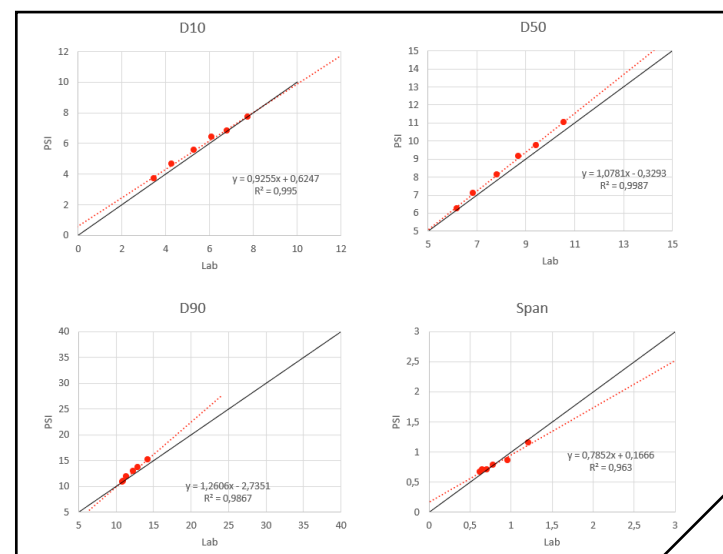 D10
12
10
8
6
4
2
0
PSI
y = 0,9255x + 0,6247
R² = 0,995
0 2 4 6 8 10 12
Lab
D50
15
14
13
12
11
10
9
8
7
6
5
PSI
y = 1,0781x - 0,3293
R² = 0,9987
5 7 9 11 13 15
Lab
D90
40
35
30
25
20
15
10
5
PSI
y = 1,2606x - 2,7351
R² = 0,9867
5 10 15 20 25 30 35 40
Lab
Span
3
2,5
2
1,5
1
0,5
0
PSI
y = 0,7852x + 0,1666
R² = 0,963
0 0,5 1 1,5 2 2,5 3
Lab